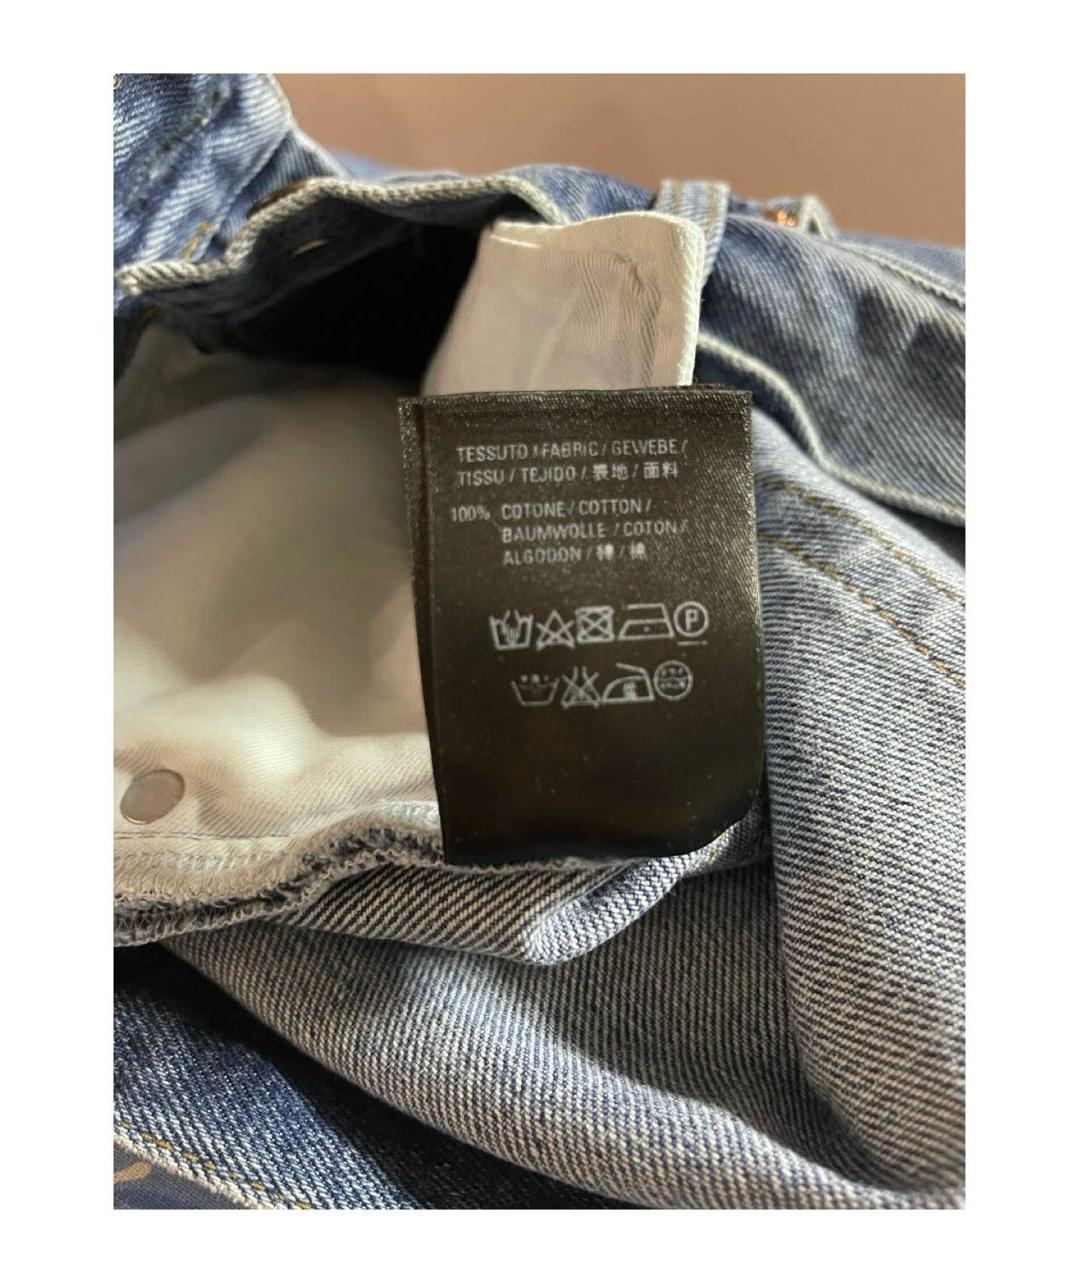 TESSUTO / FABRIC / GEWEBE /
TISSU / TEJIDO / 表地 / 面料
100% COTONE / COTTON /
BAUMWOLLE / COTON /
ALGODON / 綿 / 棉
P